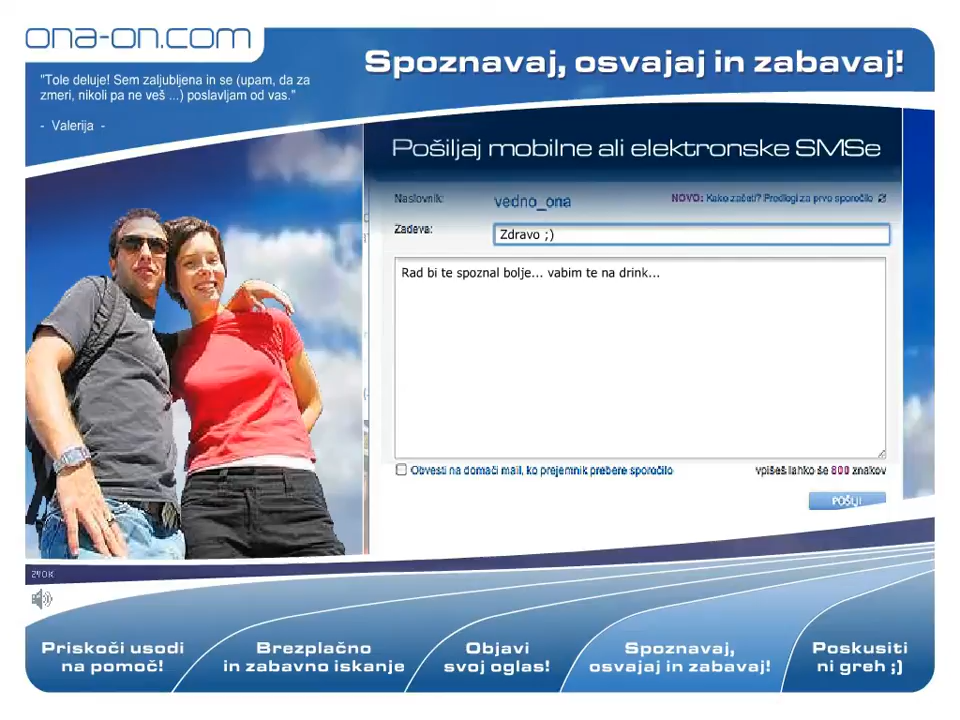 ona-on.com
Spoznavaj, osvajaj in zabavaj!
"Tole deluje! Sem zaljubljena in se (upam, da za
zmeri, nikoli pa ne veš ...) poslavljam od vas."
- Valerija -
Pošiljaj mobilne ali elektronske SMSe
Naslovnik: vedno_ona NOVO: Kako začeti? Predlogi za prvo sporočilo
Zadeva: Zdravo ;)
Rad bi te spoznal bolje... vabim te na drink...
Obvesti na domači mail, ko prejemnik prebere sporočilo vpišeš lahko še 800 znakov
POŠLJI
ZVOK
Priskoči usodi
na pomoč!
Brezplačno
in zabavno iskanje
Objavi
svoj oglas!
Spoznavaj,
osvajaj in zabavaj!
Poskusiti
ni greh ;)